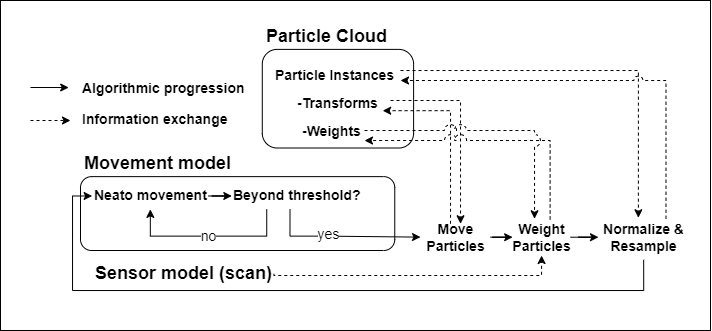 Particle Cloud
Particle Instances
-Transforms
-Weights
Algorithmic progression
Information exchange
Movement model
Neato movement
Beyond threshold?
no
yes
Move
Particles
Weight
Particles
Normalize &
Resample
Sensor model (scan)